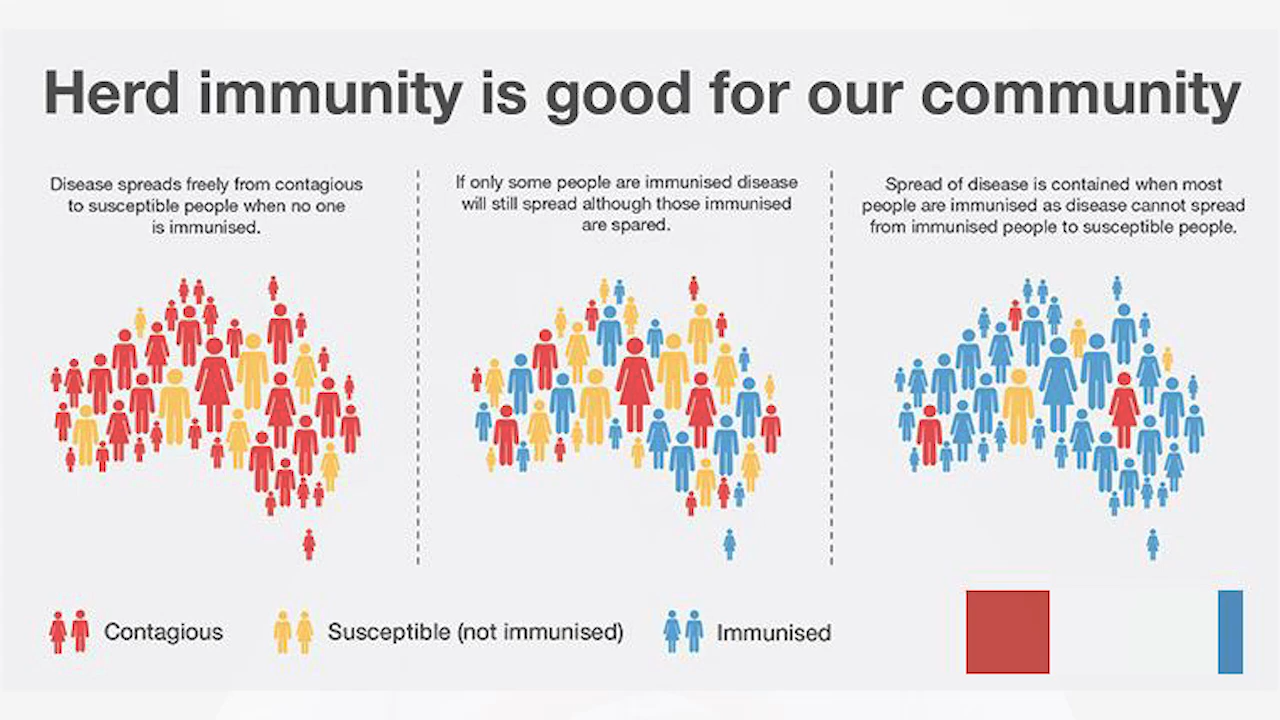 Herd immunity is good for our community
Disease spreads freely from contagious
to susceptible people when no one
is immunised.
If only some people are immunised disease
will still spread although those immunised
are spared.
Spread of disease is contained when most
people are immunised as disease cannot spread
from immunised people to susceptible people.
Contagious
Susceptible (not immunised)
Immunised